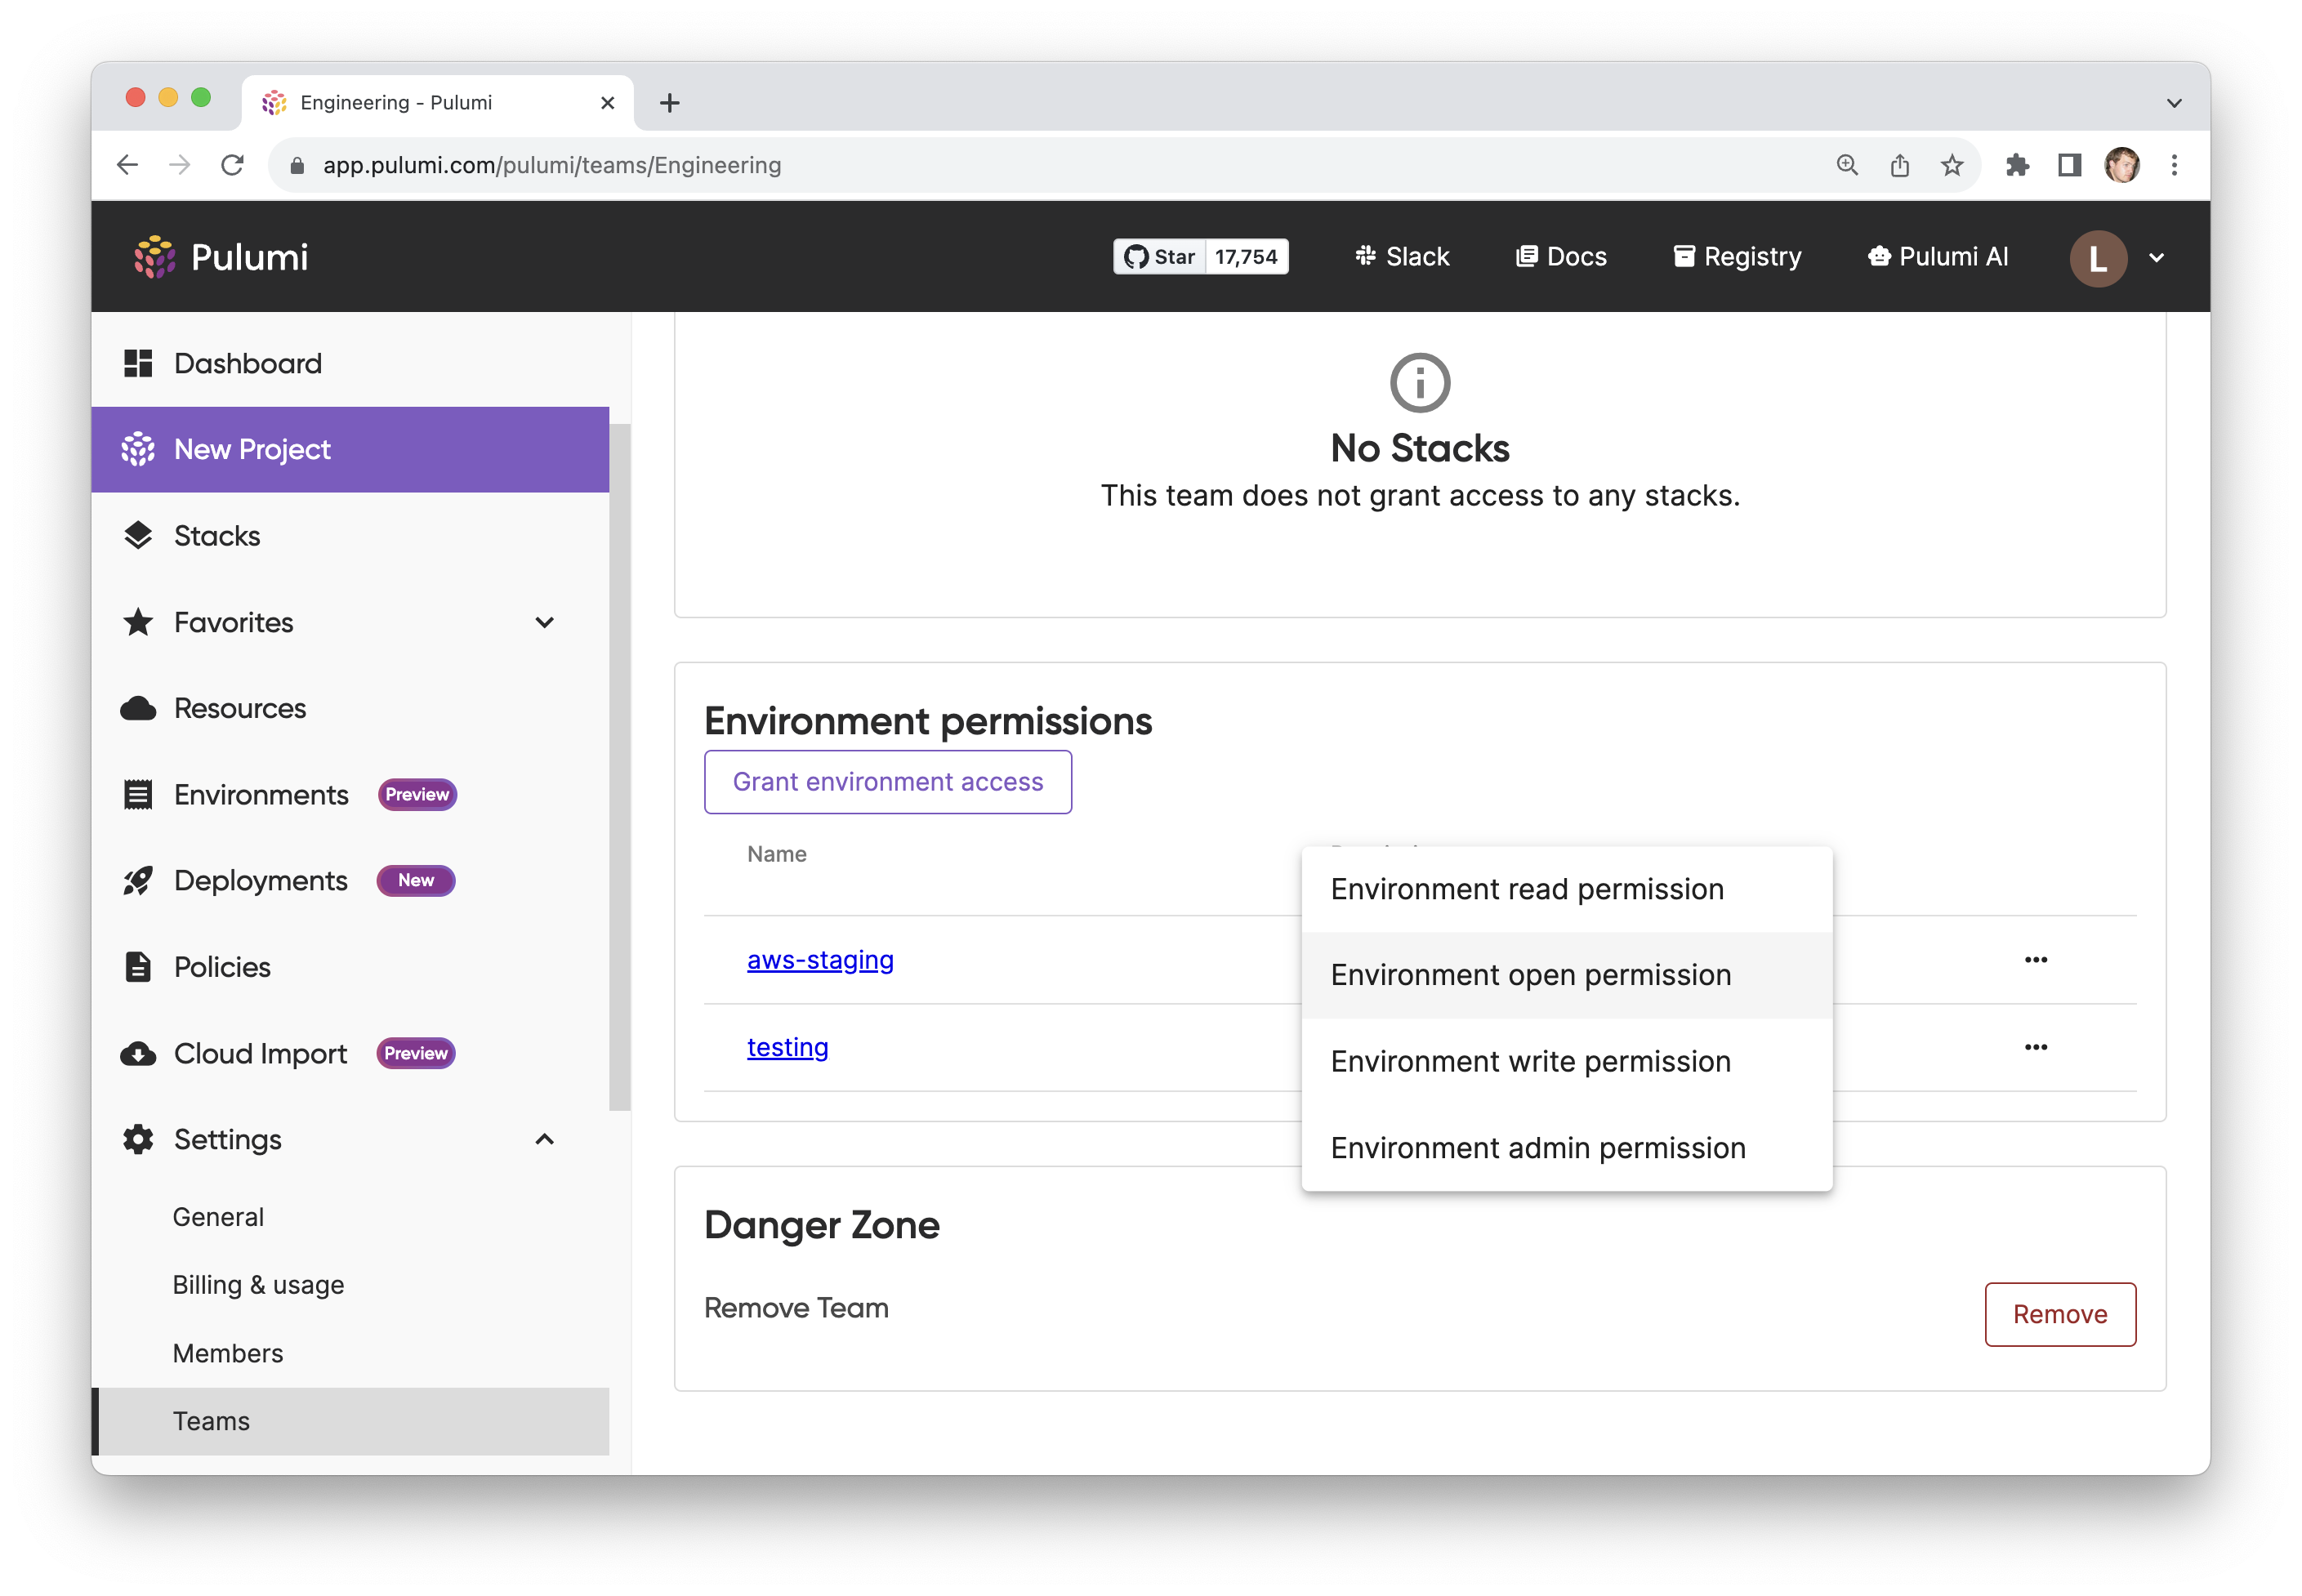 Engineering - Pulumi
app.pulumi.com/pulumi/teams/Engineering
Pulumi
Star 17,754
Slack
Docs
Registry
Pulumi AI
L
Dashboard
New Project
Stacks
Favorites
Resources
Environments Preview
Deployments New
Policies
Cloud Import Preview
Settings
General
Billing & usage
Members
Teams
No Stacks
This team does not grant access to any stacks.
Environment permissions
Grant environment access
Name
aws-staging
testing
Environment read permission
Environment open permission
Environment write permission
Environment admin permission
Danger Zone
Remove Team
Remove